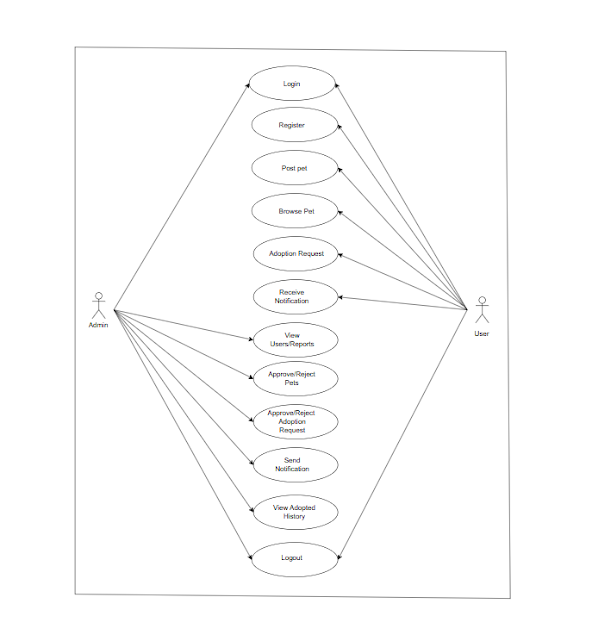 Login
Register
Post pet
Browse Pet
Adoption Request
Receive
Notification
Admin
User
View
Users/Reports
Approve/Reject
Pets
Approve/Reject
Adoption
Request
Send
Notification
View Adopted
History
Logout